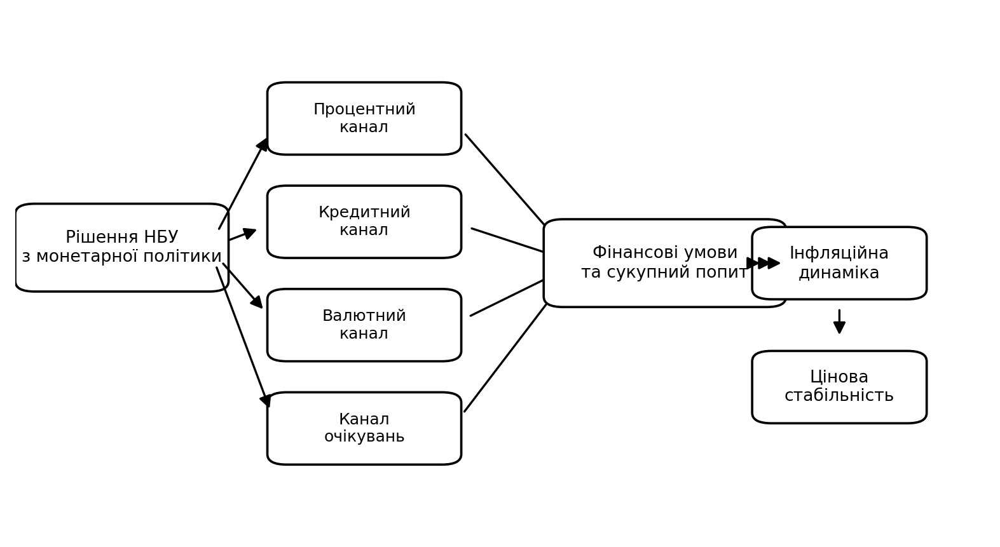 Рішення НБУ
з монетарної політики
Процентний
канал
Кредитний
канал
Валютний
канал
Канал
очікувань
Фінансові умови
та сукупний попит
Інфляційна
динаміка
Цінова
стабільність